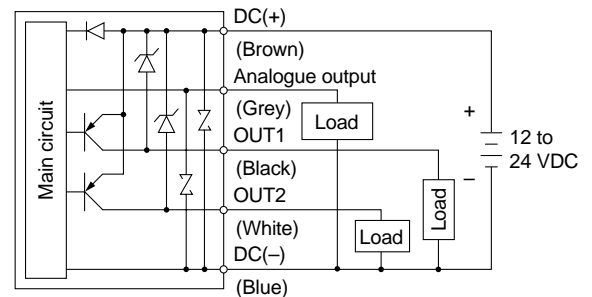 DC(+)
(Brown)
Analogue output
(Grey)
Load
OUT1
(Black)
OUT2
(White)
Load
Load
DC(–)
(Blue)
Main circuit
+
12 to
24 VDC
–